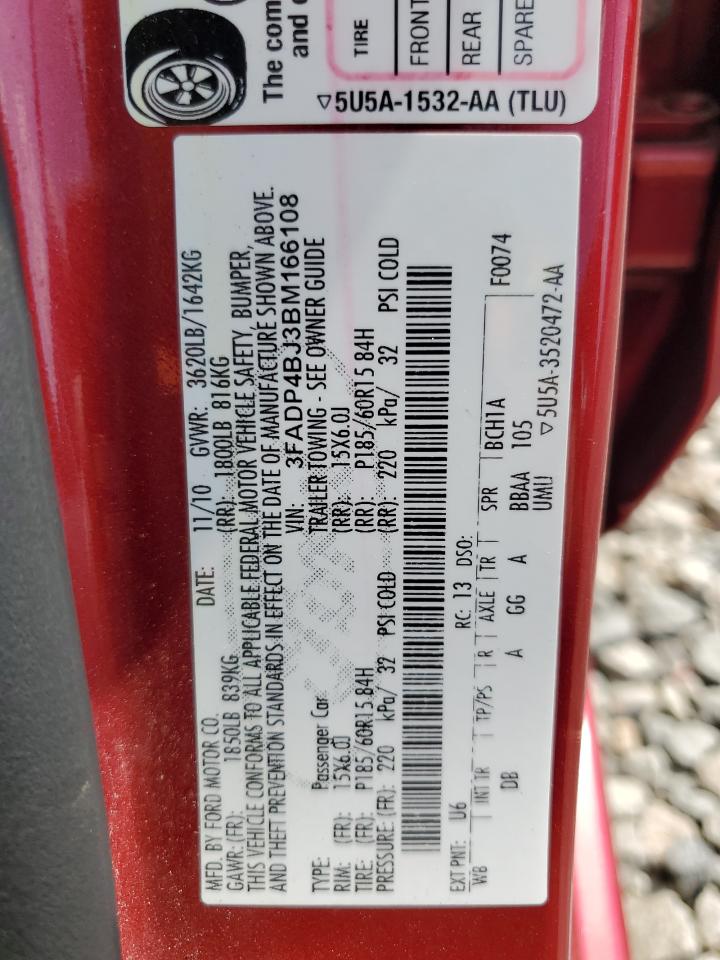 The com
and o
TIRE
FRONT
REAR
SPARE
▽5U5A-1532-AA (TLU)
MFD. BY FORD MOTOR CO. DATE: 11/10 GVWR: 3620LB/1642KG
GAWR: (FR): 1850LB 839KG (RR): 1800LB 816KG
THIS VEHICLE CONFORMS TO ALL APPLICABLE FEDERAL MOTOR VEHICLE SAFETY, BUMPER,
AND THEFT PREVENTION STANDARDS IN EFFECT ON THE DATE OF MANUFACTURE SHOWN ABOVE.
VIN: 3FADP4BJ3BM166108
TYPE: Passenger Car TRAILER TOWING - SEE OWNER GUIDE
RIM: (FR): 15X6.0J (RR): 15X6.0J
TIRE: (FR): P185/60R15 84H (RR): P185/60R15 84H
PRESSURE: (FR): 220 kPa/ 32 PSI COLD (RR): 220 kPa/ 32 PSI COLD
EXT PNT: U6 RC: 13 DSO:
WB INT TR TP/PS R AXLE TR SPR BCH1A F0074
DB A GG A BBAA 105
UMU ▽5U5A-3520472-AA